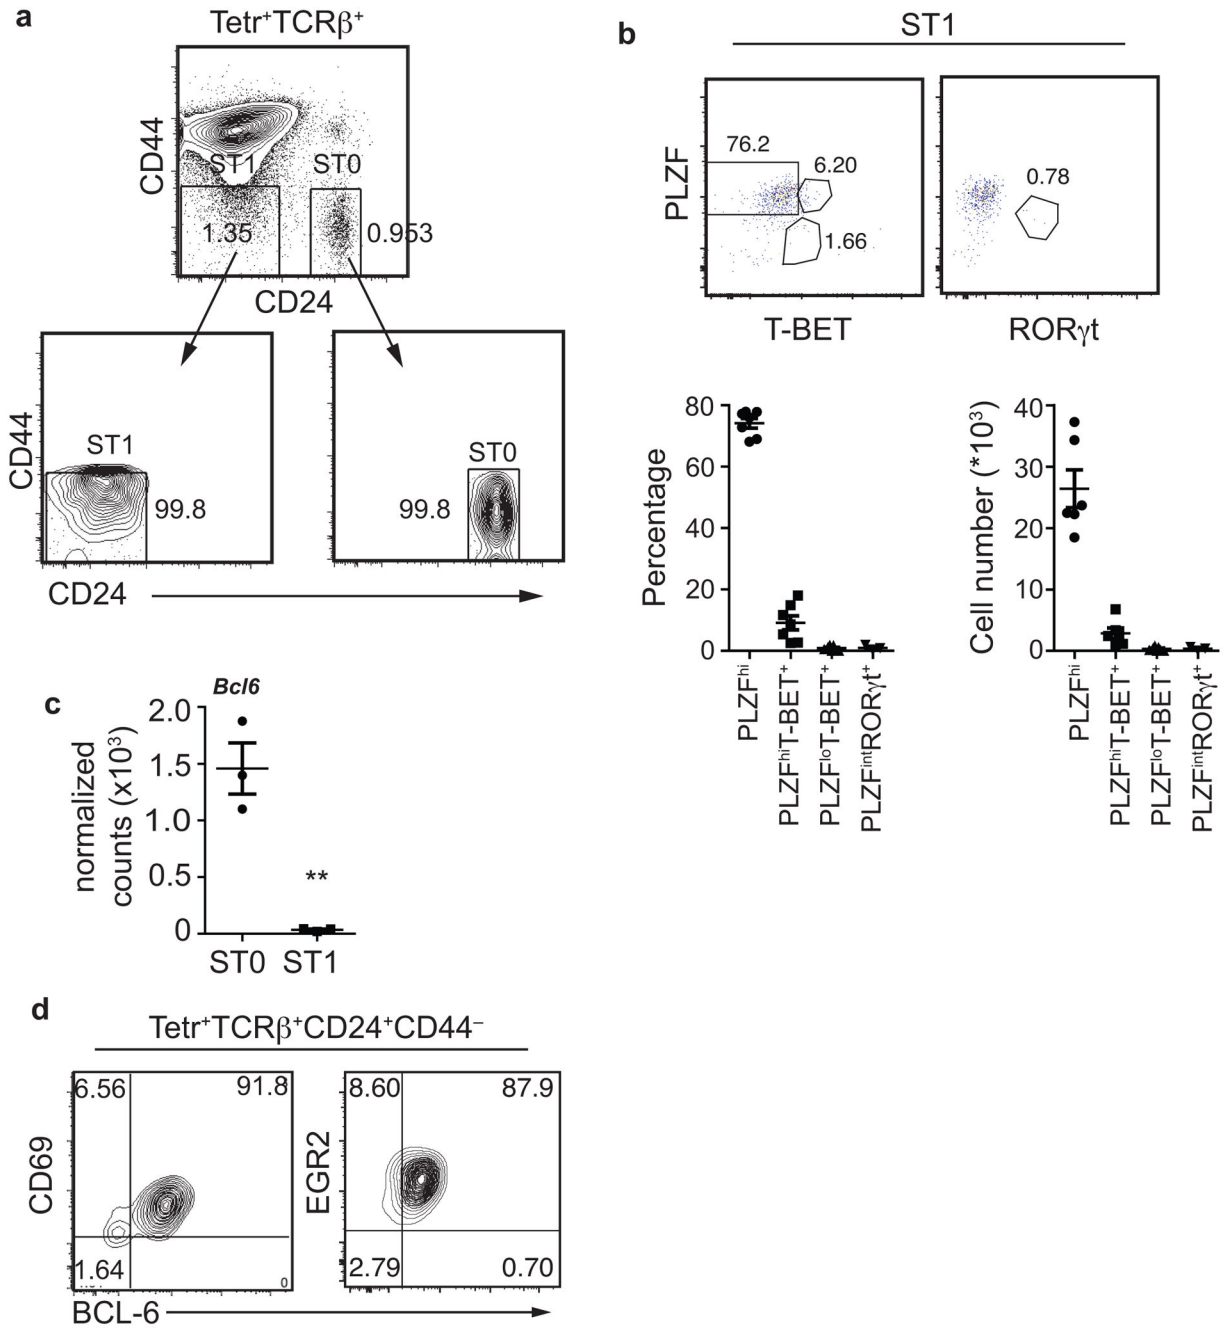 a
Tetr⁺TCRβ⁺
CD44
ST1
ST0
1.35
0.953
CD24
CD44
ST1
99.8
99.8
ST0
CD24
b
ST1
PLZF
76.2
6.20
1.66
0.78
T-BET
RORγt
Percentage
80
60
40
20
0
PLZFʰⁱ
PLZFʰⁱT-BET⁺
PLZFˡᵒT-BET⁺
PLZFⁱⁿᵗRORγt⁺
Cell number (*10³)
40
30
20
10
0
PLZFʰⁱ
PLZFʰⁱT-BET⁺
PLZFˡᵒT-BET⁺
PLZFⁱⁿᵗRORγt⁺
c
Bcl6
normalized
counts (x10³)
2.0
1.5
1.0
0.5
0
**
ST0 ST1
d
Tetr⁺TCRβ⁺CD24⁺CD44⁻
CD69
6.56
91.8
1.64
0
EGR2
8.60
87.9
2.79
0.70
BCL-6